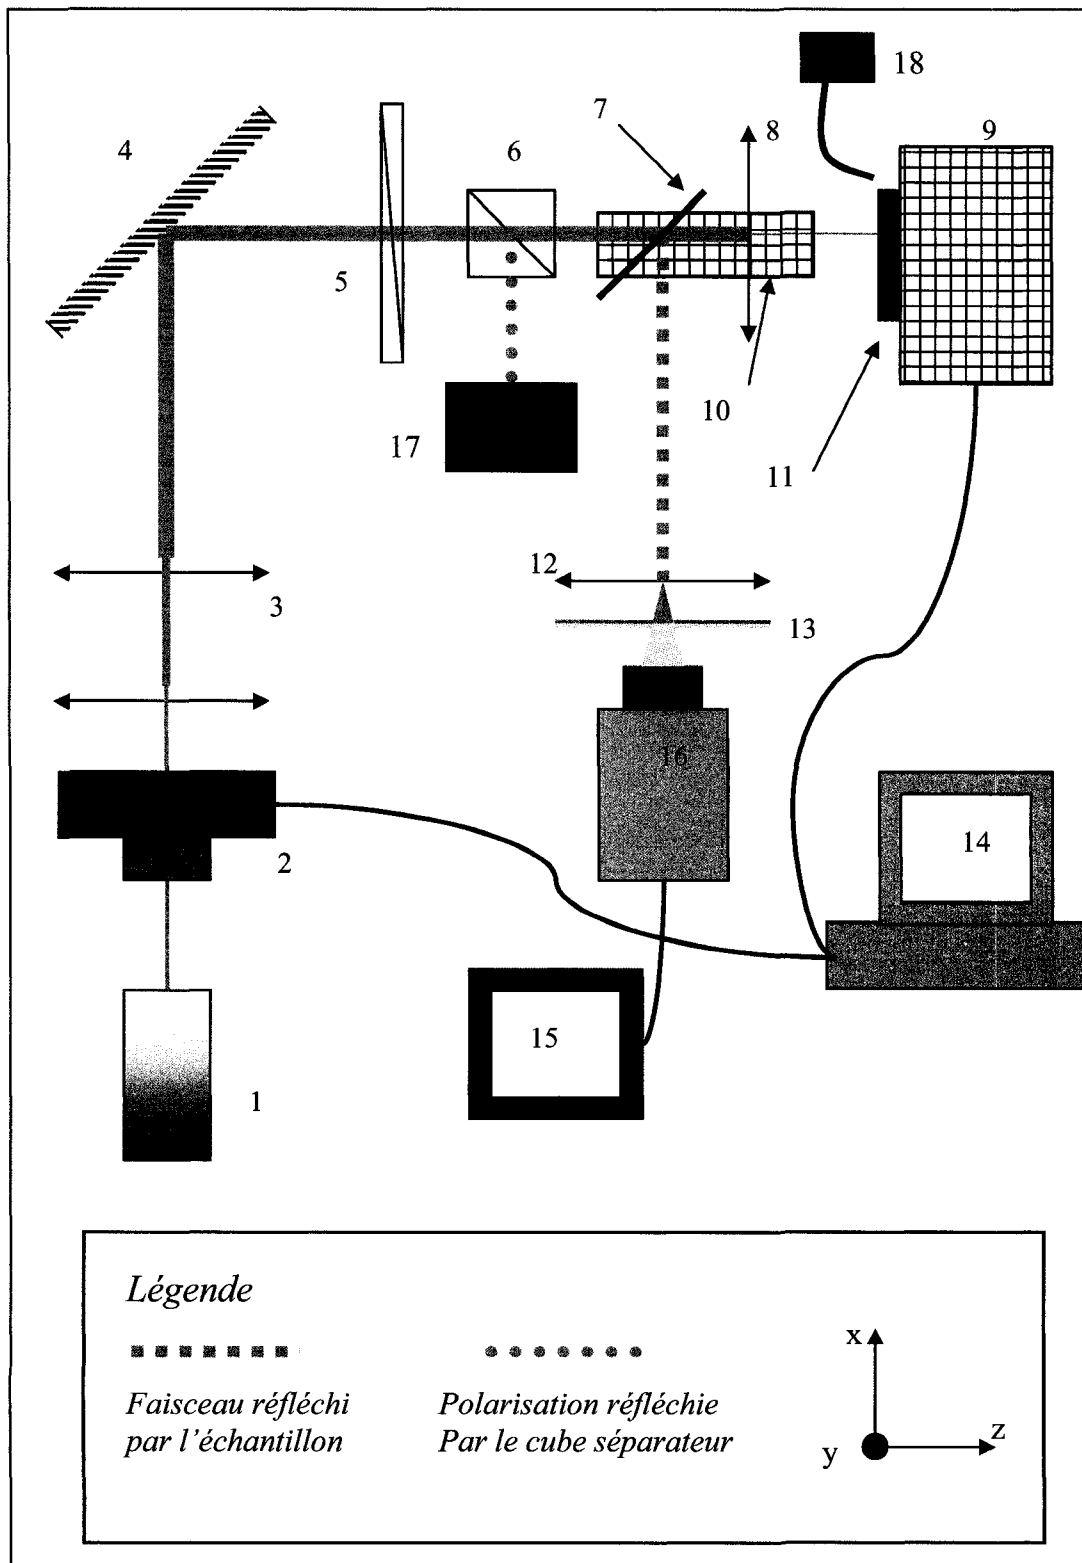 18
7
8
9
4
6
5
10
17
11
12
3
13
16
14
2
15
1
Légende
Faisceau réfléchi
par l'échantillon
Polarisation réfléchie
Par le cube séparateur
x
y
z